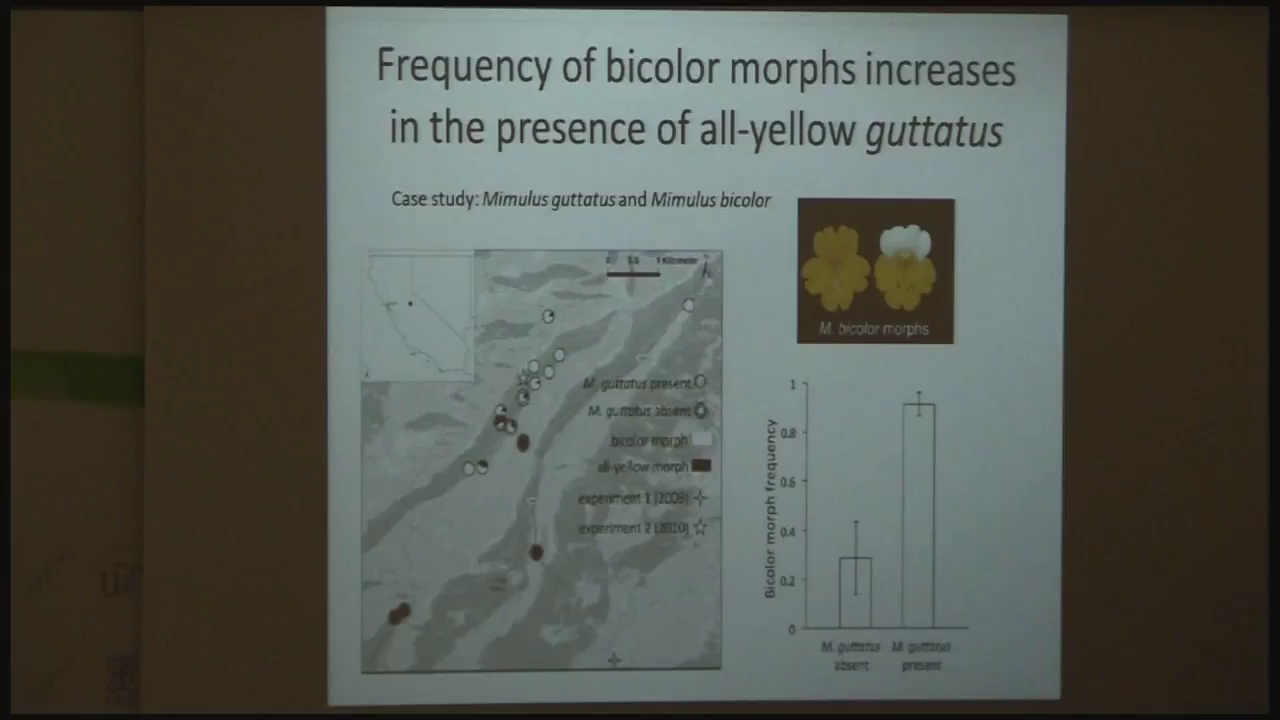 Frequency of bicolor morphs increases
in the presence of all-yellow guttatus
Case study: Mimulus guttatus and Mimulus bicolor
M. bicolor morphs
1 Kilometer
M. guttatus present
M. guttatus absent
bicolor morph
all-yellow morph
experiment 1 (2009)
experiment 2 (2010)
Bicolor morph frequency
1
0.8
0.6
0.4
0.2
0
M. guttatus absent
M. guttatus present